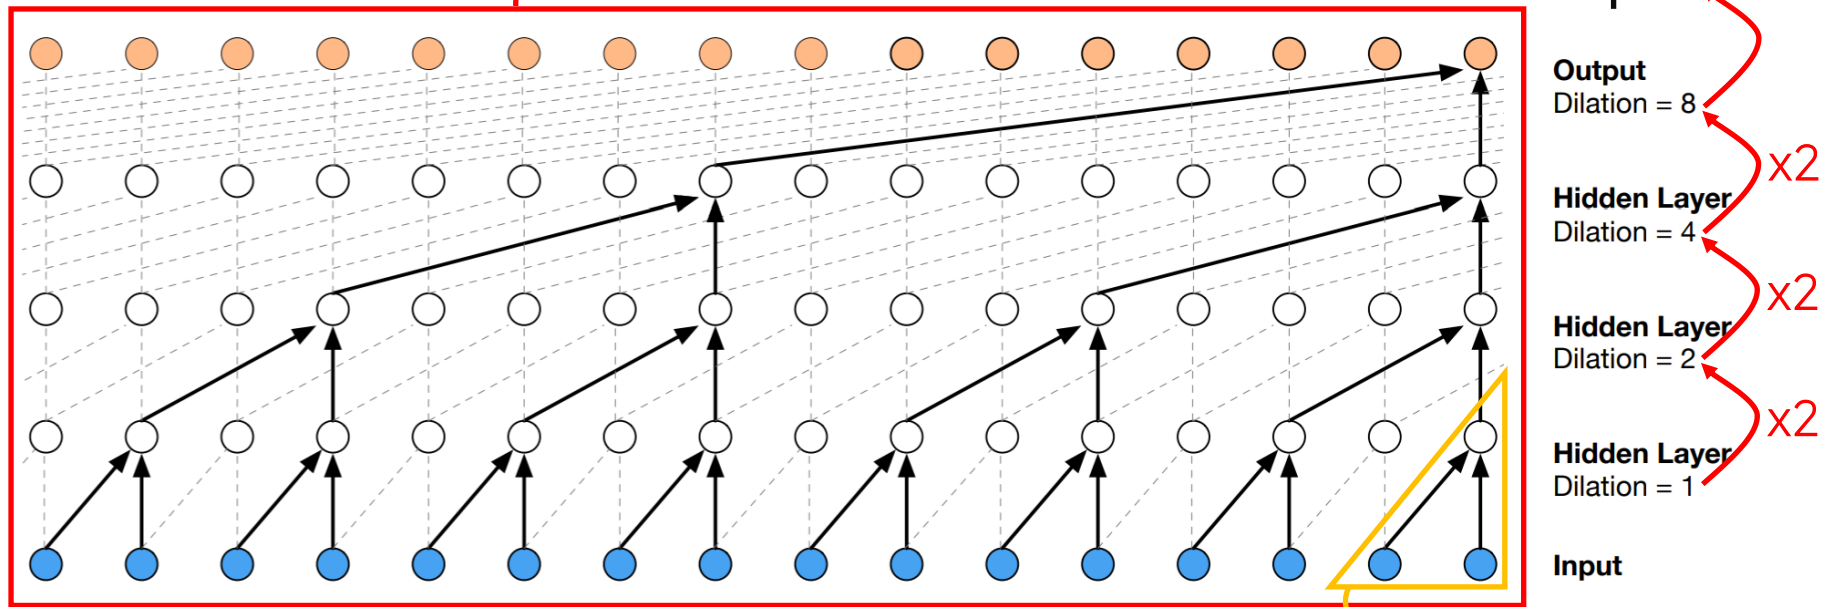 Output
Dilation = 8
x2
Hidden Layer
Dilation = 4
x2
Hidden Layer
Dilation = 2
x2
Hidden Layer
Dilation = 1
Input